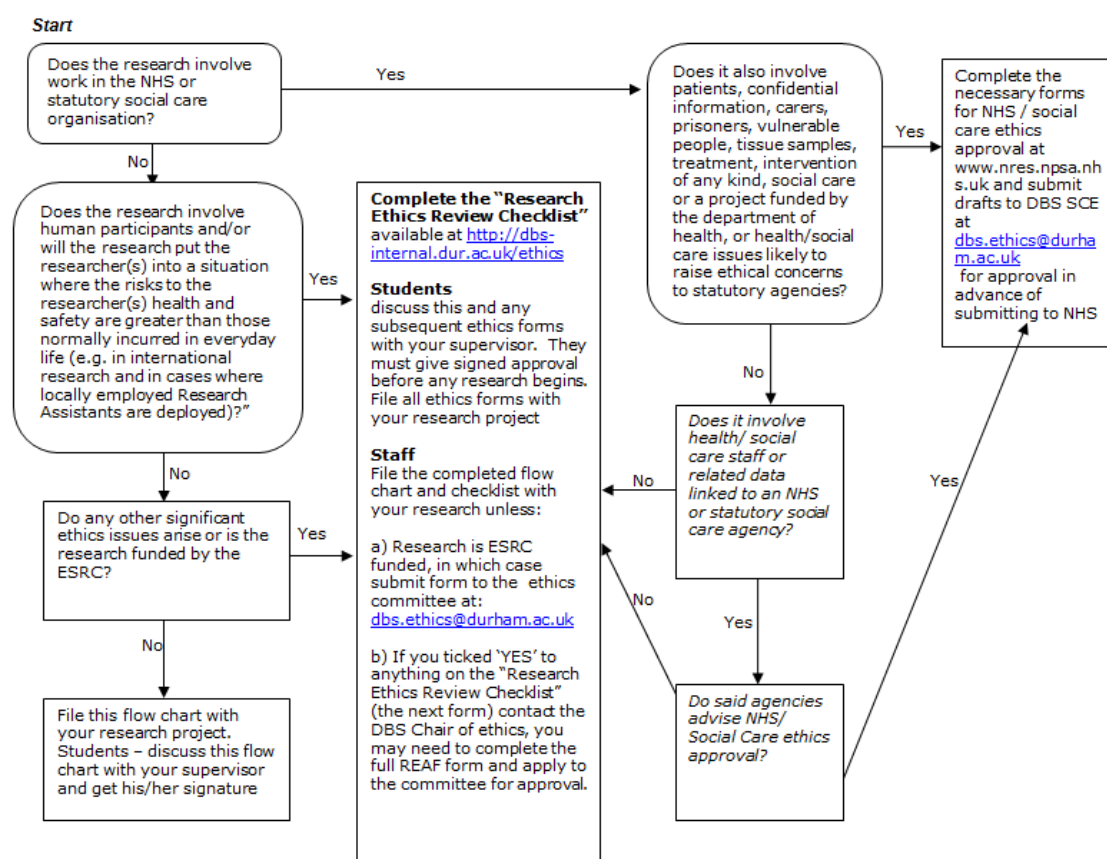 Start
Does the research involve
work in the NHS or
statutory social care
organisation?
Yes
Does it also involve
patients, confidential
information, carers,
prisoners, vulnerable
people, tissue samples,
treatment, intervention
of any kind, social care
or a project funded by
the department of
health, or health/social
care issues likely to
raise ethical concerns
to statutory agencies?
Yes
Complete the
necessary forms
for NHS / social
care ethics
approval at
www.nres.npsa.nh
s.uk and submit
drafts to DBS SCE
at
dbs.ethics@durha
m.ac.uk
for approval in
advance of
submitting to NHS
No
Does the research involve
human participants and/or
will the research put the
researcher(s) into a situation
where the risks to the
researcher(s) health and
safety are greater than those
normally incurred in everyday
life (e.g. in international
research and in cases where
locally employed Research
Assistants are deployed)?”
Yes
Complete the “Research
Ethics Review Checklist”
available at http://dbs-
internal.dur.ac.uk/ethics
Students
discuss this and any
subsequent ethics forms
with your supervisor. They
must give signed approval
before any research begins.
File all ethics forms with
your research project
Staff
File the completed flow
chart and checklist with
your research unless:
a) Research is ESRC
funded, in which case
submit form to the ethics
committee at:
dbs.ethics@durham.ac.uk
b) If you ticked ‘YES’ to
anything on the “Research
Ethics Review Checklist”
(the next form) contact the
DBS Chair of ethics, you
may need to complete the
full REAF form and apply to
the committee for approval.
No
Does it involve
health/ social
care staff or
related data
linked to an NHS
or statutory social
care agency?
No
Yes
No
Do any other significant
ethics issues arise or is the
research funded by the
ESRC?
Yes
No
Yes
Do said agencies
advise NHS/
Social Care ethics
approval?
No
File this flow chart with
your research project.
Students – discuss this flow
chart with your supervisor
and get his/her signature